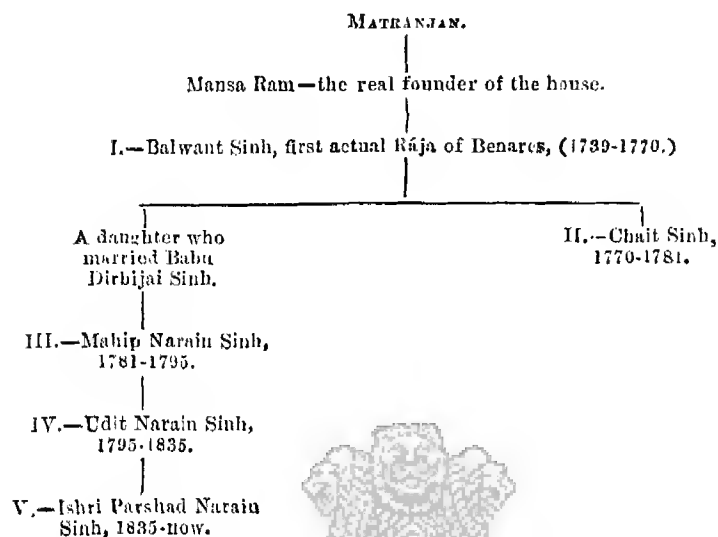 MATRANJAN.
Mansa Ram—the real founder of the house.
I.—Balwant Sinh, first actual Rája of Benares, (1739-1770.)
A daughter who
married Babu
Dirbijai Sinh.
II.—Chait Sinh,
1770-1781.
III.—Mahip Narain Sinh,
1781-1795.
IV.—Udit Narain Sinh,
1795-1835.
V.—Ishri Parshad Narain
Sinh, 1835-now.